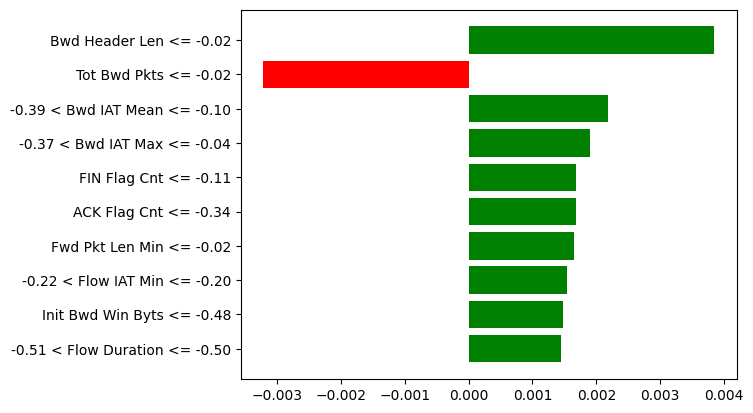 Bwd Header Len <= -0.02
Tot Bwd Pkts <= -0.02
-0.39 < Bwd IAT Mean <= -0.10
-0.37 < Bwd IAT Max <= -0.04
FIN Flag Cnt <= -0.11
ACK Flag Cnt <= -0.34
Fwd Pkt Len Min <= -0.02
-0.22 < Flow IAT Min <= -0.20
Init Bwd Win Byts <= -0.48
-0.51 < Flow Duration <= -0.50
−0.003 −0.002 −0.001 0.000 0.001 0.002 0.003 0.004